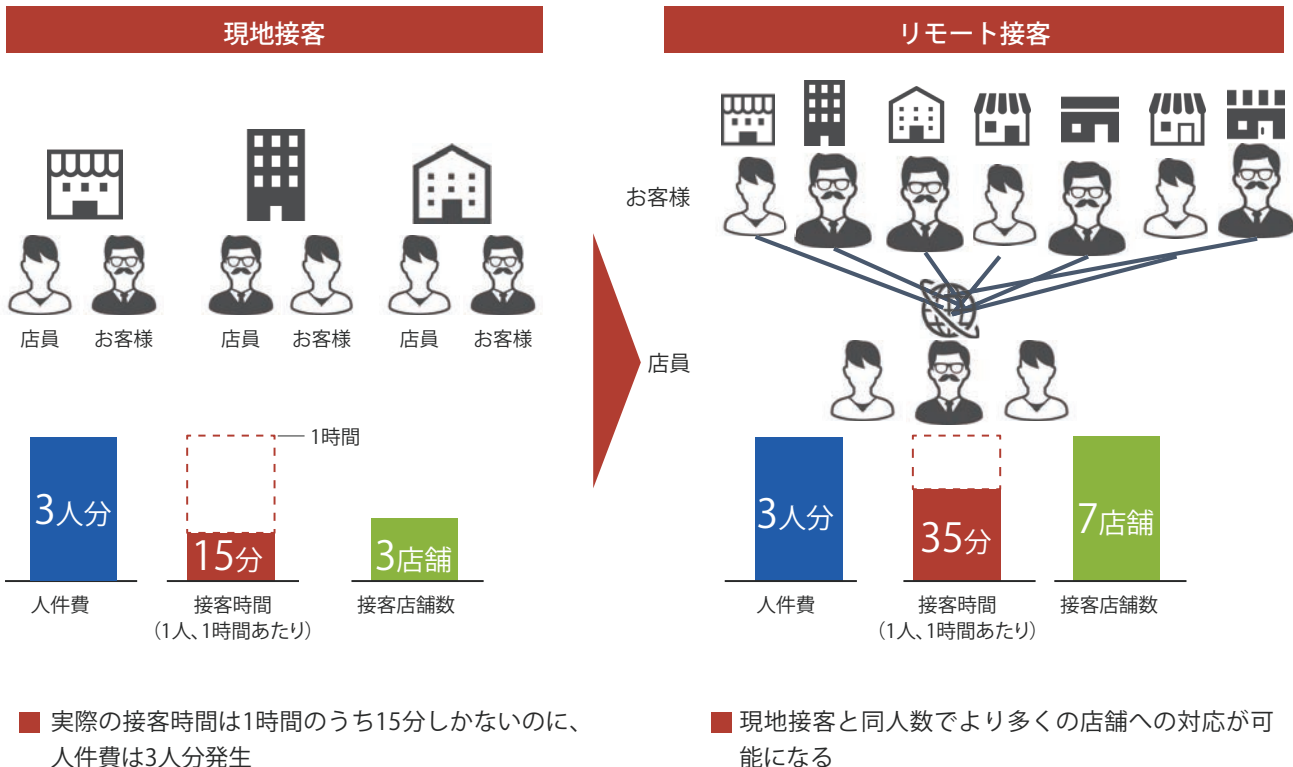 現地接客
店員
お客様
店員
お客様
店員
お客様
1時間
3人分
15分
3店舗
人件費
接客時間
(1人、1時間あたり)
接客店舗数
実際の接客時間は1時間のうち15分しかないのに、
人件費は3人分発生
リモート接客
お客様
店員
3人分
35分
7店舗
人件費
接客時間
(1人、1時間あたり)
接客店舗数
現地接客と同人数でより多くの店舗への対応が可
能になる